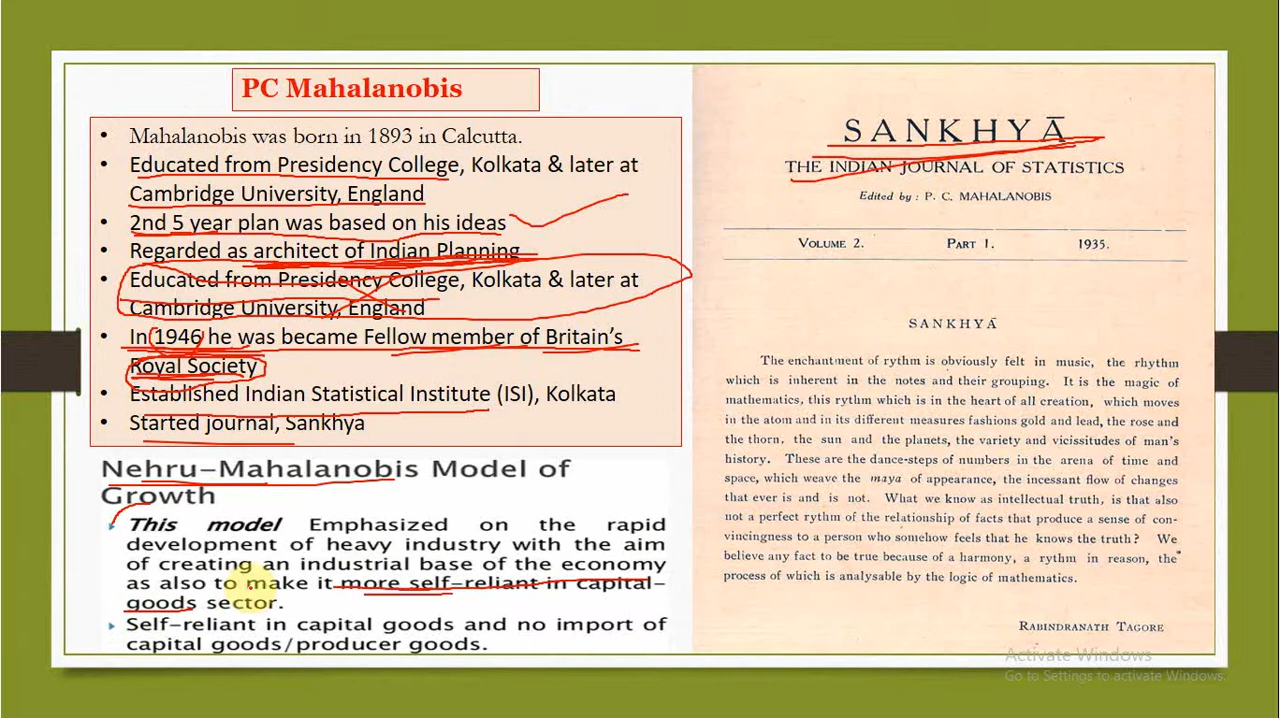 PC Mahalanobis
• Mahalanobis was born in 1893 in Calcutta.
• Educated from Presidency College, Kolkata & later at
Cambridge University, England
• 2nd 5 year plan was based on his ideas
• Regarded as architect of Indian Planning
• Educated from Presidency College, Kolkata & later at
Cambridge University, England
• In 1946 he was became Fellow member of Britain's
Royal Society
• Established Indian Statistical Institute (ISI), Kolkata
• Started journal, Sankhya
Nehru-Mahalanobis Model of
Growth
This model Emphasized on the rapid
development of heavy industry with the aim
of creating an industrial base of the economy
as also to make it more self-reliant in capital-
goods sector.
Self-reliant in capital goods and no import of
capital goods/producer goods.
SANKHYĀ
THE INDIAN JOURNAL OF STATISTICS
Edited by : P. C. MAHALANOBIS
VOLUME 2. PART 1. 1935.
SANKHYĀ
The enchantment of rythm is obviously felt in music, the rhythm
which is inherent in the notes and their grouping. It is the magic of
mathematics, this rythm which is in the heart of all creation, which moves
in the atom and in its different measures fashions gold and lead, the rose and
the thorn, the sun and the planets, the variety and vicissitudes of man's
history. These are the dance-steps of numbers in the arena of time and
space, which weave the maya of appearance, the incessant flow of changes
that ever is and is not. What we know as intellectual truth, is that also
not a perfect rythm of the relationship of facts that produce a sense of con-
vincingness to a person who somehow feels that he knows the truth? We
believe any fact to be true because of a harmony, a rythm in reason, the
process of which is analysable by the logic of mathematics.
RABINDRANATH TAGORE
Activate Windows
Go to Settings to activate Windows.